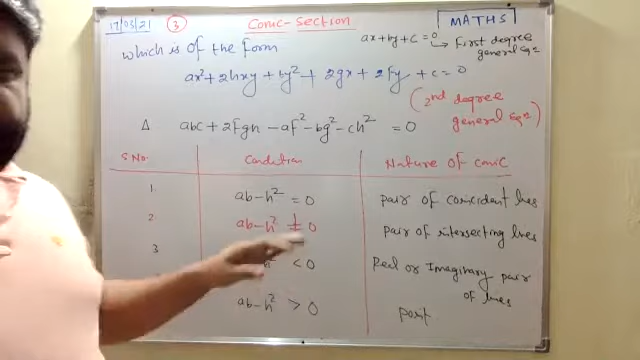 17/03/21 3 Conic-Section MATHS
which is of the form ax+by+c=0 → First degree general eqn
ax²+2hxy+by²+2gx+2fy+c=0
(2nd degree general eqn)
Δ abc+2fgh-af²-bg²-ch²=0
S.No. Condition Nature of conic
1. ab-h²=0 pair of coincident lines
2 ab-h²≠0 pair of intersecting lines
3 <0 Real or Imaginary pair of lines
ab-h²>0 point